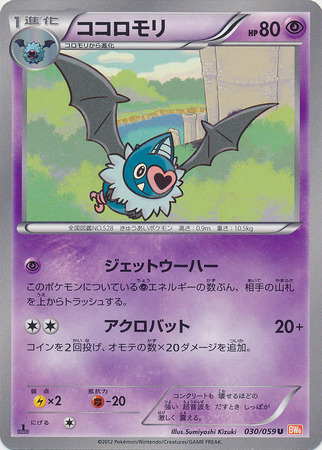 1進化
ココロモリ
HP80
コロモリから進化
全国図鑑NO.528 きゅうあいポケモン 高さ:0.9m 重さ:10.5kg
ジェットウーハー
このポケモンについているエネルギーの数ぶん、相手の山札
を上からトラッシュする。
アクロバット 20+
コインを2回投げ、オモテの数×20ダメージを追加。
弱点 抵抗力
×2 -20
にげる
コンクリートも壊せるほどの
超音波を だすとき しっぽが
激しく 震える。
Illus.Sumiyoshi Kizuki 030/059 U
BW6
©2012 Pokémon/Nintendo/Creatures/GAME FREAK.